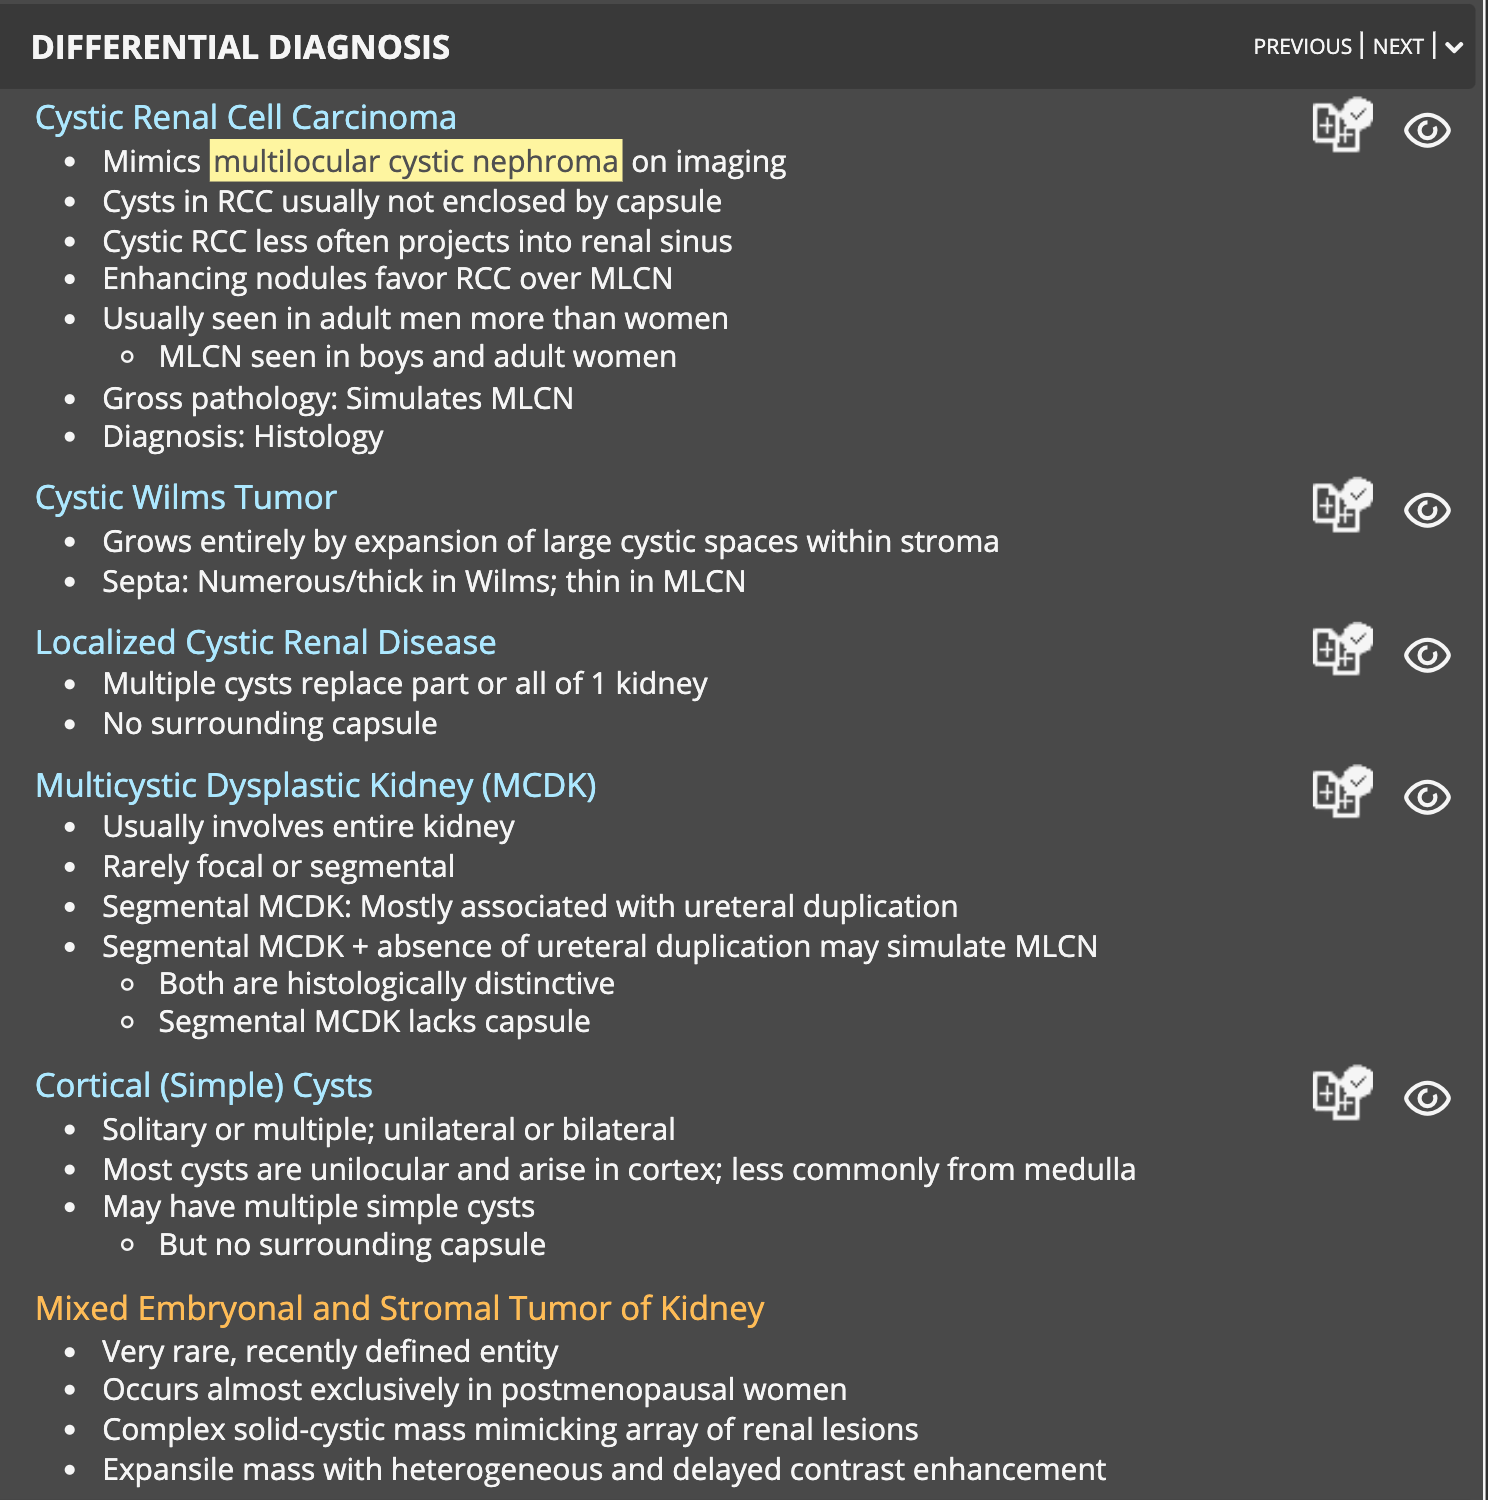 DIFFERENTIAL DIAGNOSIS
PREVIOUS | NEXT |
Cystic Renal Cell Carcinoma
• Mimics multilocular cystic nephroma on imaging
• Cysts in RCC usually not enclosed by capsule
• Cystic RCC less often projects into renal sinus
• Enhancing nodules favor RCC over MLCN
• Usually seen in adult men more than women
○ MLCN seen in boys and adult women
• Gross pathology: Simulates MLCN
• Diagnosis: Histology
Cystic Wilms Tumor
• Grows entirely by expansion of large cystic spaces within stroma
• Septa: Numerous/thick in Wilms; thin in MLCN
Localized Cystic Renal Disease
• Multiple cysts replace part or all of 1 kidney
• No surrounding capsule
Multicystic Dysplastic Kidney (MCDK)
• Usually involves entire kidney
• Rarely focal or segmental
• Segmental MCDK: Mostly associated with ureteral duplication
• Segmental MCDK + absence of ureteral duplication may simulate MLCN
○ Both are histologically distinctive
○ Segmental MCDK lacks capsule
Cortical (Simple) Cysts
• Solitary or multiple; unilateral or bilateral
• Most cysts are unilocular and arise in cortex; less commonly from medulla
• May have multiple simple cysts
○ But no surrounding capsule
Mixed Embryonal and Stromal Tumor of Kidney
• Very rare, recently defined entity
• Occurs almost exclusively in postmenopausal women
• Complex solid-cystic mass mimicking array of renal lesions
• Expansile mass with heterogeneous and delayed contrast enhancement